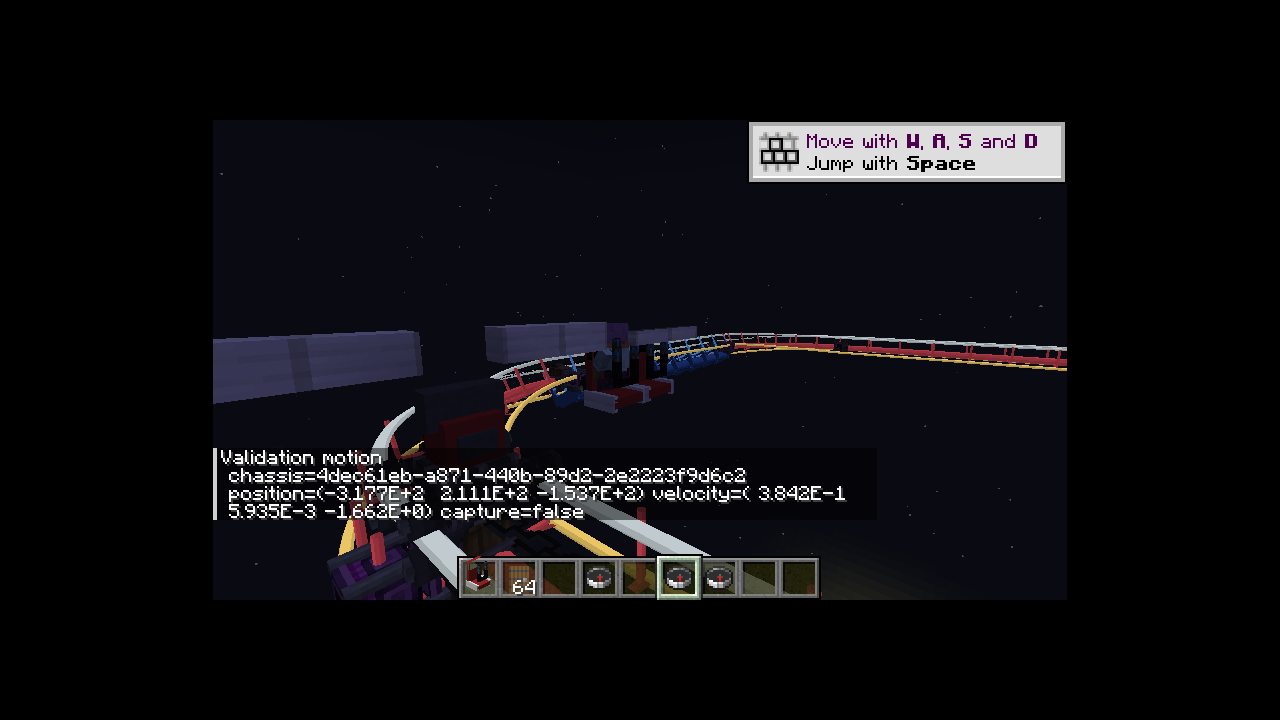 Move with W, A, S and D
Jump with Space
Validation motion
chassis=4dec61eb-a871-440b-89d2-2e2223f9d6c2
position=(-3.177E+2 2.111E+2 -1.537E+2) velocity=( 3.842E-1
5.935E-3 -1.662E+0) capture=false
64